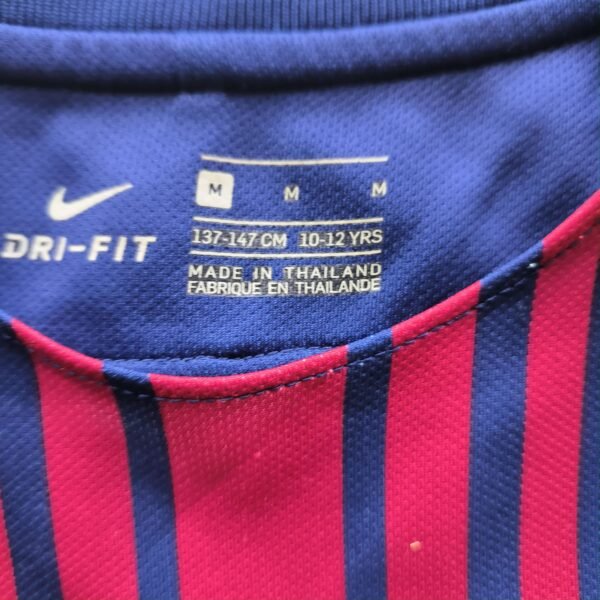 M M M
137-147 CM 10-12 YRS
DRI-FIT
MADE IN THAILAND
FABRIQUE EN THAILANDE